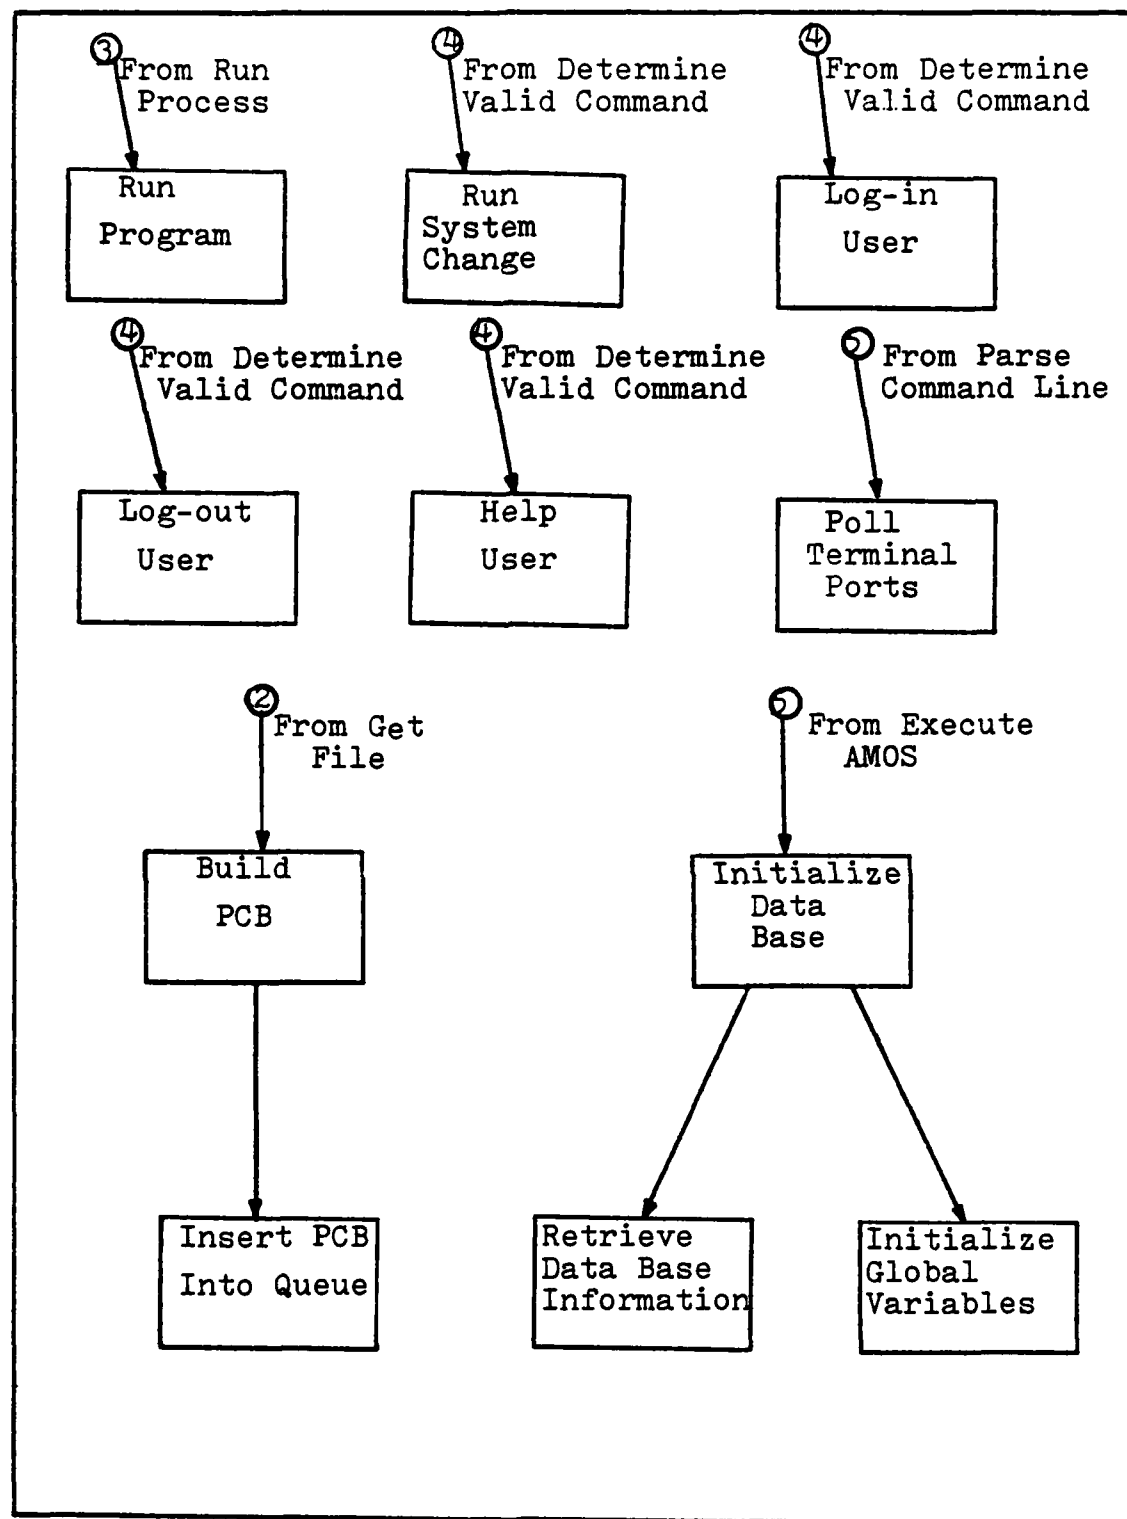 3
From Run
Process
Run
Program
4
From Determine
Valid Command
Run
System
Change
4
From Determine
Valid Command
Log-in
User
4
From Determine
Valid Command
Log-out
User
4
From Determine
Valid Command
Help
User
5
From Parse
Command Line
Poll
Terminal
Ports
2
From Get
File
Build
PCB
Insert PCB
Into Queue
5
From Execute
AMOS
Initialize
Data
Base
Retrieve
Data Base
Information
Initialize
Global
Variables